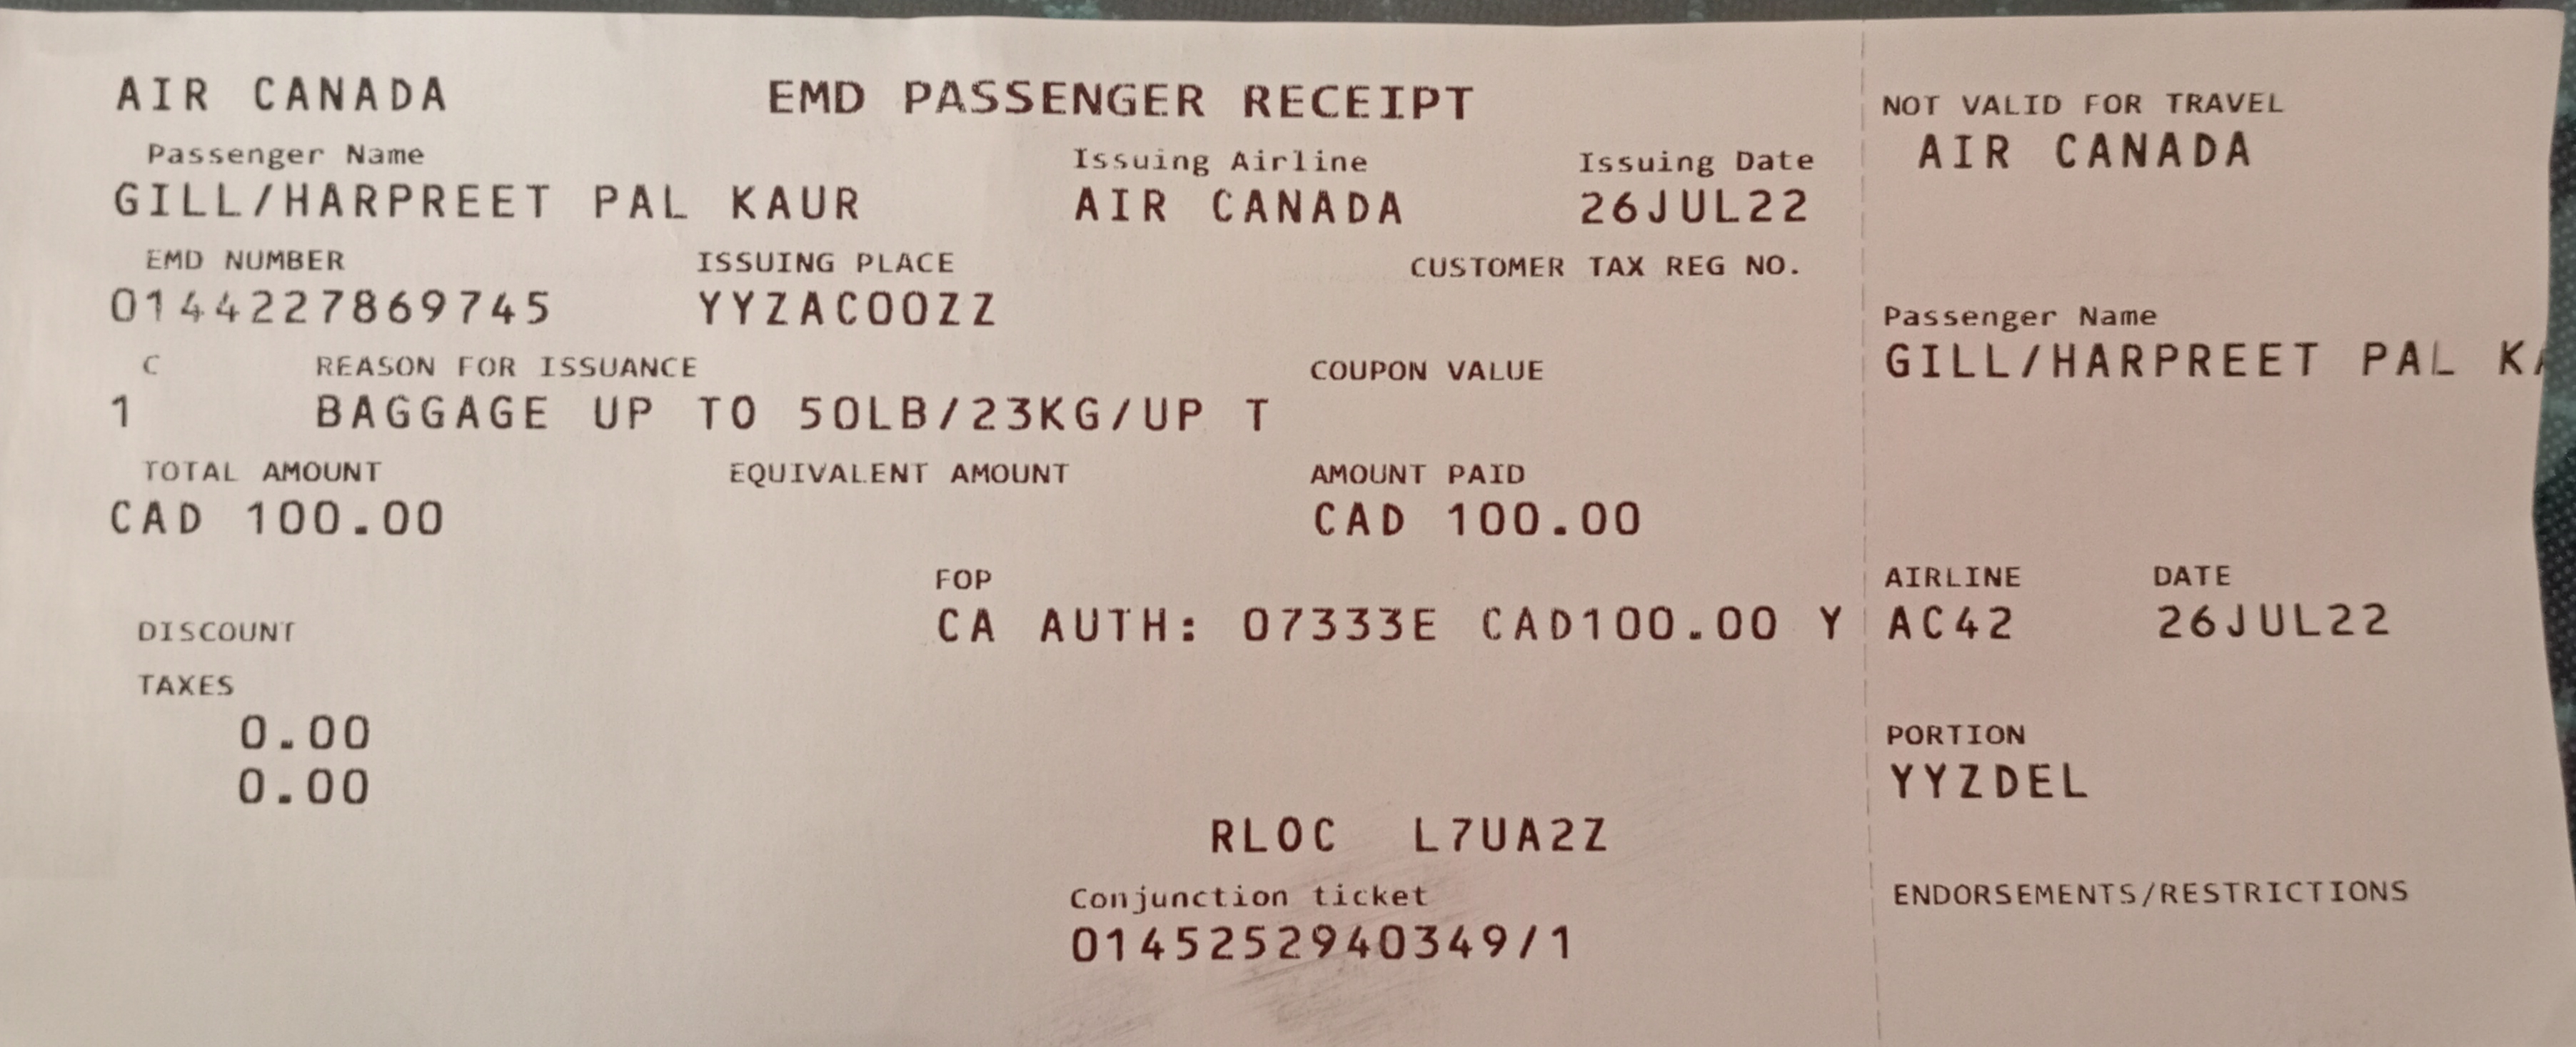 AIR CANADA EMD PASSENGER RECEIPT
Passenger Name Issuing Airline Issuing Date
GILL/HARPREET PAL KAUR AIR CANADA 26JUL22
EMD NUMBER ISSUING PLACE CUSTOMER TAX REG NO.
0144227869745 YYZAC00ZZ
C REASON FOR ISSUANCE COUPON VALUE
1 BAGGAGE UP TO 50LB/23KG/UP T
TOTAL AMOUNT EQUIVALENT AMOUNT AMOUNT PAID
CAD 100.00 CAD 100.00
FOP
CA AUTH: 07333E CAD100.00 Y
DISCOUNT
TAXES
0.00
0.00
RLOC L7UA2Z
Conjunction ticket
0145252940349/1
NOT VALID FOR TRAVEL
AIR CANADA
Passenger Name
GILL/HARPREET PAL KA
AIRLINE DATE
AC42 26JUL22
PORTION
YYZDEL
ENDORSEMENTS/RESTRICTIONS